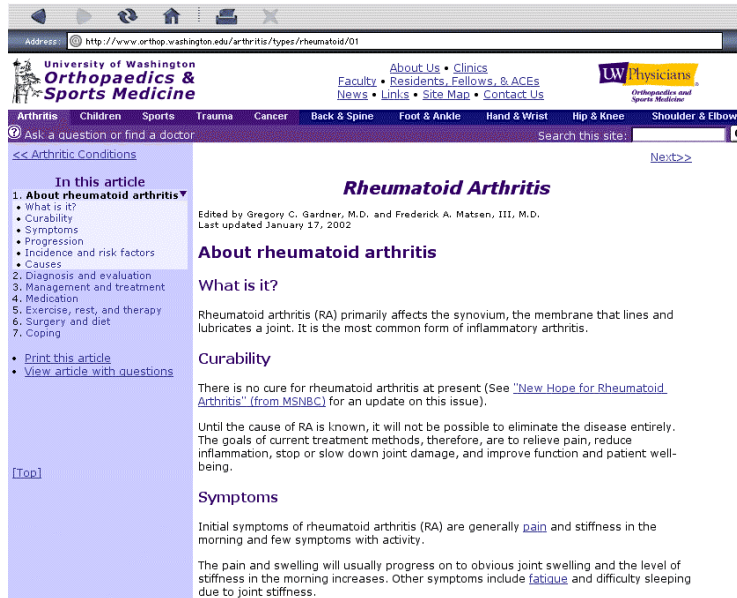 Address: http://www.orthop.washington.edu/arthritis/types/rheumatoid/01
University of Washington
Orthopaedics &
Sports Medicine
About Us • Clinics
Faculty • Residents, Fellows, & ACEs
News • Links • Site Map • Contact Us
UW Physicians
Orthopaedics and
Sports Medicine
Arthritis Children Sports Trauma Cancer Back & Spine Foot & Ankle Hand & Wrist Hip & Knee Shoulder & Elbow
Ask a question or find a doctor Search this site:
<< Arthritic Conditions
In this article
1. About rheumatoid arthritis
• What is it?
• Curability
• Symptoms
• Progression
• Incidence and risk factors
• Causes
2. Diagnosis and evaluation
3. Management and treatment
4. Medication
5. Exercise, rest, and therapy
6. Surgery and diet
7. Coping
• Print this article
• View article with questions
[Top]
Next>>
Rheumatoid Arthritis
Edited by Gregory C. Gardner, M.D. and Frederick A. Matsen, III, M.D.
Last updated January 17, 2002
About rheumatoid arthritis
What is it?
Rheumatoid arthritis (RA) primarily affects the synovium, the membrane that lines and
lubricates a joint. It is the most common form of inflammatory arthritis.
Curability
There is no cure for rheumatoid arthritis at present (See "New Hope for Rheumatoid
Arthritis" (from MSNBC) for an update on this issue).
Until the cause of RA is known, it will not be possible to eliminate the disease entirely.
The goals of current treatment methods, therefore, are to relieve pain, reduce
inflammation, stop or slow down joint damage, and improve function and patient well-
being.
Symptoms
Initial symptoms of rheumatoid arthritis (RA) are generally pain and stiffness in the
morning and few symptoms with activity.
The pain and swelling will usually progress on to obvious joint swelling and the level of
stiffness in the morning increases. Other symptoms include fatigue and difficulty sleeping
due to joint stiffness.